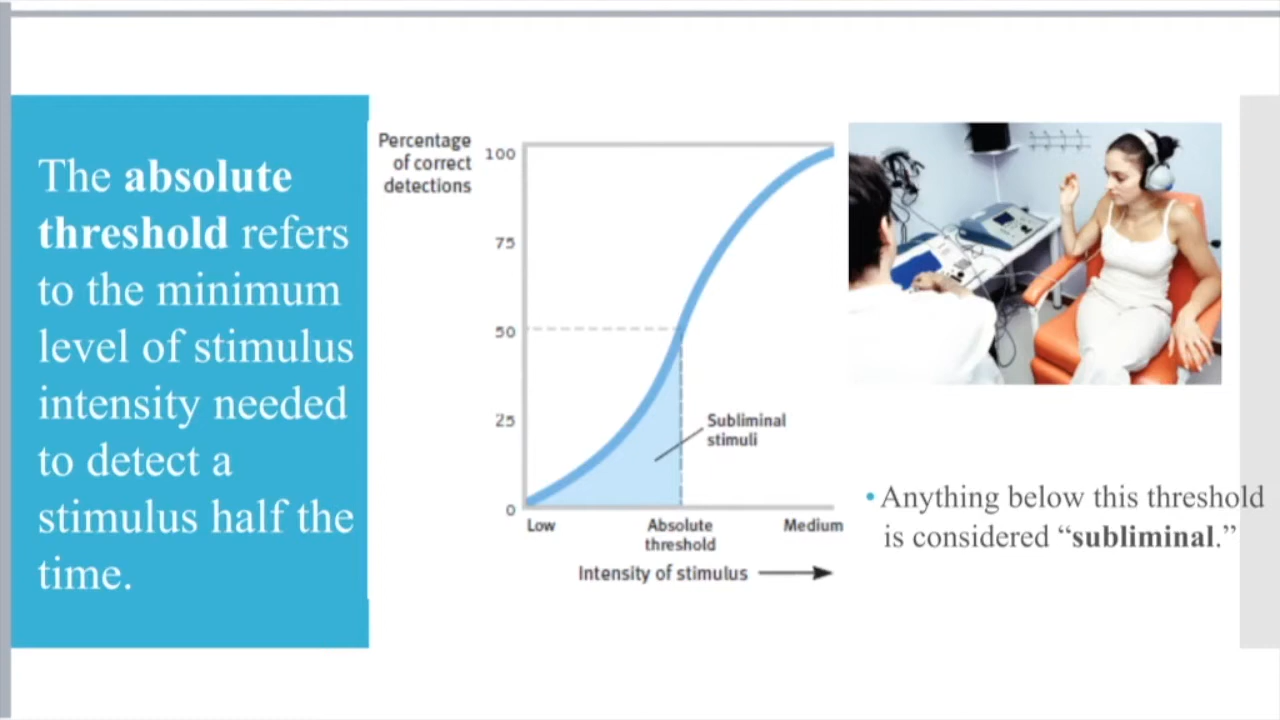 The absolute
threshold refers
to the minimum
level of stimulus
intensity needed
to detect a
stimulus half the
time.
Percentage
of correct
detections
100
75
50
25
0
Subliminal
stimuli
Low
Absolute
threshold
Medium
Intensity of stimulus
• Anything below this threshold
is considered “subliminal.”